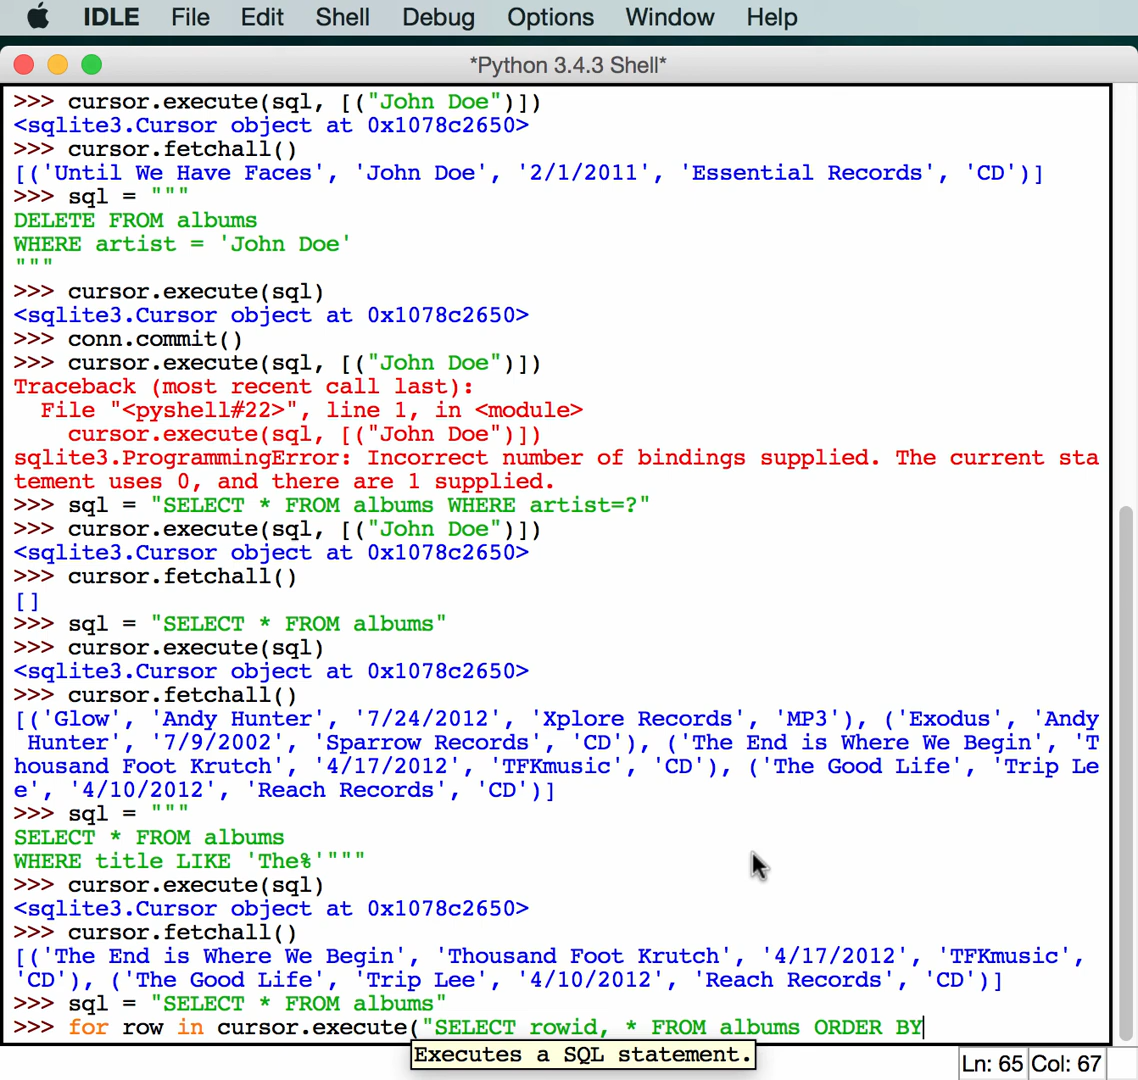 IDLE File Edit Shell Debug Options Window Help
*Python 3.4.3 Shell*
>>> cursor.execute(sql, [("John Doe")])
<sqlite3.Cursor object at 0x1078c2650>
>>> cursor.fetchall()
[('Until We Have Faces', 'John Doe', '2/1/2011', 'Essential Records', 'CD')]
>>> sql = """
DELETE FROM albums
WHERE artist = 'John Doe'
"""
>>> cursor.execute(sql)
<sqlite3.Cursor object at 0x1078c2650>
>>> conn.commit()
>>> cursor.execute(sql, [("John Doe")])
Traceback (most recent call last):
  File "<pyshell#22>", line 1, in <module>
    cursor.execute(sql, [("John Doe")])
sqlite3.ProgrammingError: Incorrect number of bindings supplied. The current sta
tement uses 0, and there are 1 supplied.
>>> sql = "SELECT * FROM albums WHERE artist=?"
>>> cursor.execute(sql, [("John Doe")])
<sqlite3.Cursor object at 0x1078c2650>
>>> cursor.fetchall()
[]
>>> sql = "SELECT * FROM albums"
>>> cursor.execute(sql)
<sqlite3.Cursor object at 0x1078c2650>
>>> cursor.fetchall()
[('Glow', 'Andy Hunter', '7/24/2012', 'Xplore Records', 'MP3'), ('Exodus', 'Andy
 Hunter', '7/9/2002', 'Sparrow Records', 'CD'), ('The End is Where We Begin', 'T
housand Foot Krutch', '4/17/2012', 'TFKmusic', 'CD'), ('The Good Life', 'Trip Le
e', '4/10/2012', 'Reach Records', 'CD')]
>>> sql = """
SELECT * FROM albums
WHERE title LIKE 'The%'"""
>>> cursor.execute(sql)
<sqlite3.Cursor object at 0x1078c2650>
>>> cursor.fetchall()
[('The End is Where We Begin', 'Thousand Foot Krutch', '4/17/2012', 'TFKmusic',
'CD'), ('The Good Life', 'Trip Lee', '4/10/2012', 'Reach Records', 'CD')]
>>> sql = "SELECT * FROM albums"
>>> for row in cursor.execute("SELECT rowid, * FROM albums ORDER BY
Executes a SQL statement.
Ln: 65 Col: 67